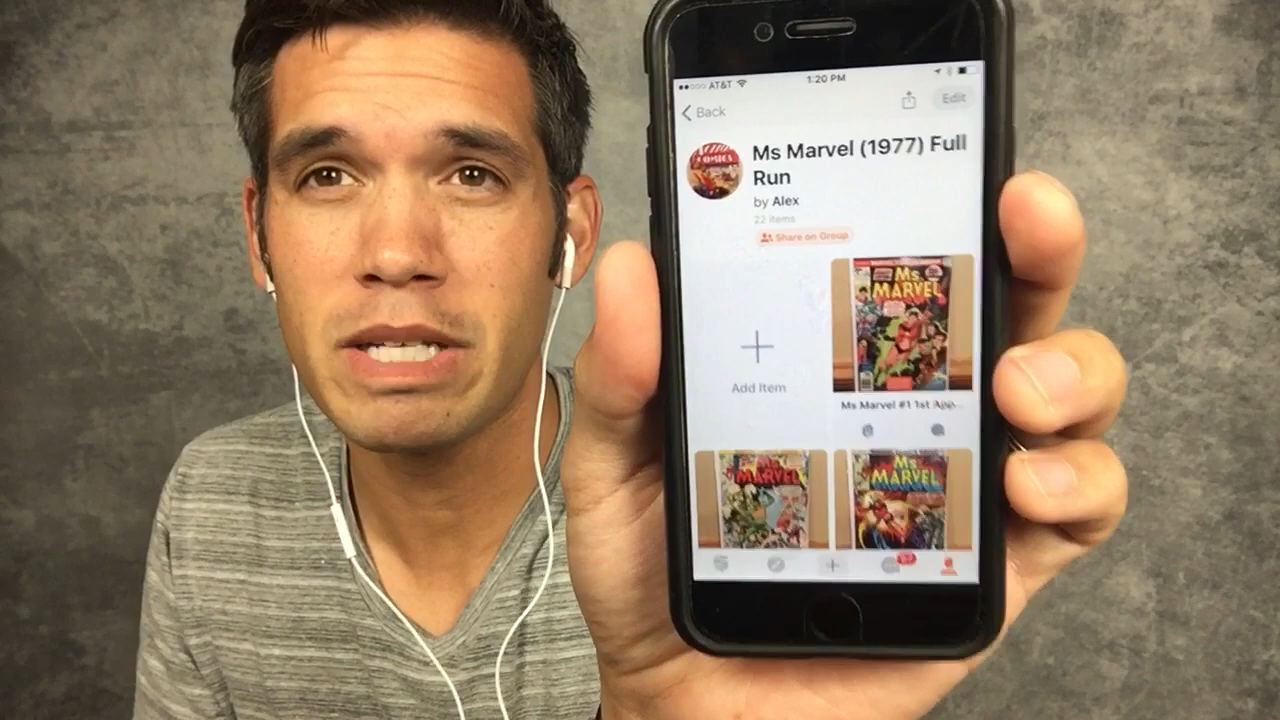 AT&T
1:20 PM
Back
Edit
COMICS
Ms Marvel (1977) Full
Run
by Alex
22 items
Share on Group
Ms
MARVEL
Add Item
Ms Marvel #1 1st App...
Ms
MARVEL
Ms
MARVEL